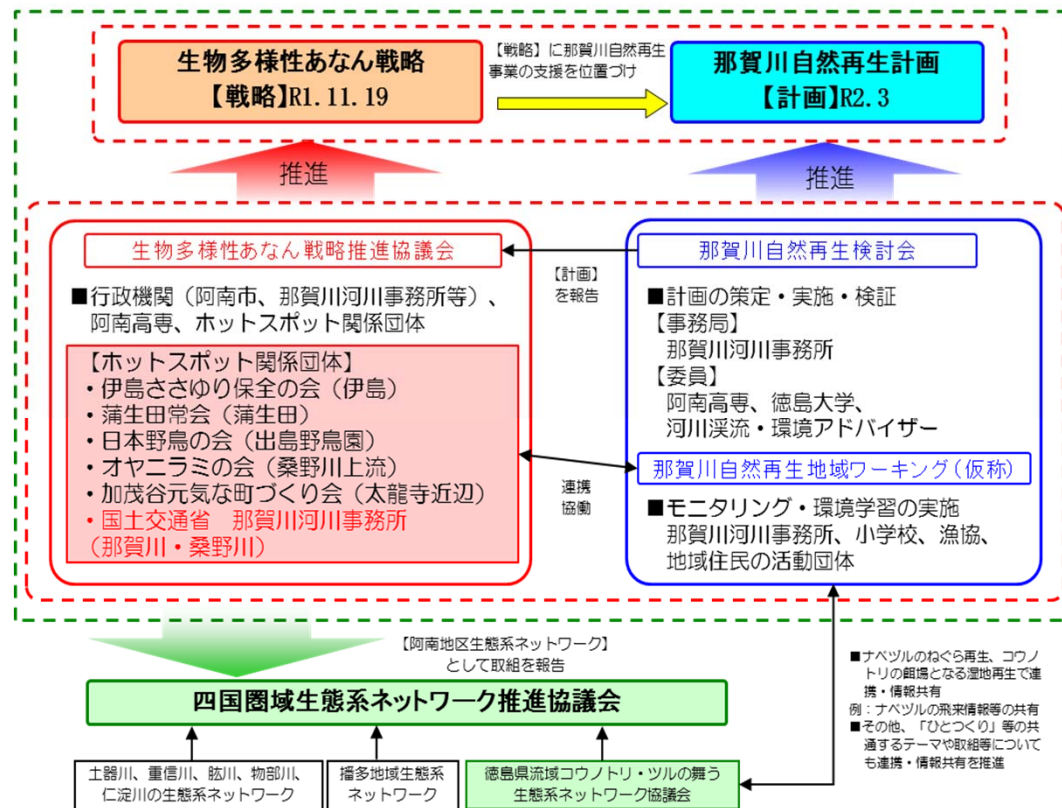 生物多様性あなん戦略
【戦略】R1.11.19
【戦略】に那賀川自然再生
事業の支援を位置づけ
那賀川自然再生計画
【計画】R2.3
推進
推進
生物多様性あなん戦略推進協議会
■行政機関（阿南市、那賀川河川事務所等）、
阿南高専、ホットスポット関係団体
【ホットスポット関係団体】
・伊島ささゆり保全の会（伊島）
・蒲生田常会（蒲生田）
・日本野鳥の会（出島野鳥園）
・オヤニラミの会（桑野川上流）
・加茂谷元気な町づくり会（太龍寺近辺）
・国土交通省　那賀川河川事務所
（那賀川・桑野川）
【計画】
を報告
連携
協働
那賀川自然再生検討会
■計画の策定・実施・検証
【事務局】
那賀川河川事務所
【委員】
阿南高専、徳島大学、
河川渓流・環境アドバイザー
那賀川自然再生地域ワーキング（仮称）
■モニタリング・環境学習の実施
那賀川河川事務所、小学校、漁協、
地域住民の活動団体
【阿南地区生態系ネットワーク】
として取組を報告
四国圏域生態系ネットワーク推進協議会
土器川、重信川、肱川、物部川、
仁淀川の生態系ネットワーク
播多地域生態系
ネットワーク
徳島県流域コウノトリ・ツルの舞う
生態系ネットワーク協議会
■ナベヅルのねぐら再生、コウノ
トリの餌場となる湿地再生で連
携・情報共有
例：ナベヅルの飛来情報等の共有
■その他、「ひとつくり」等の共
通するテーマや取組等について
も連携・情報共有を推進